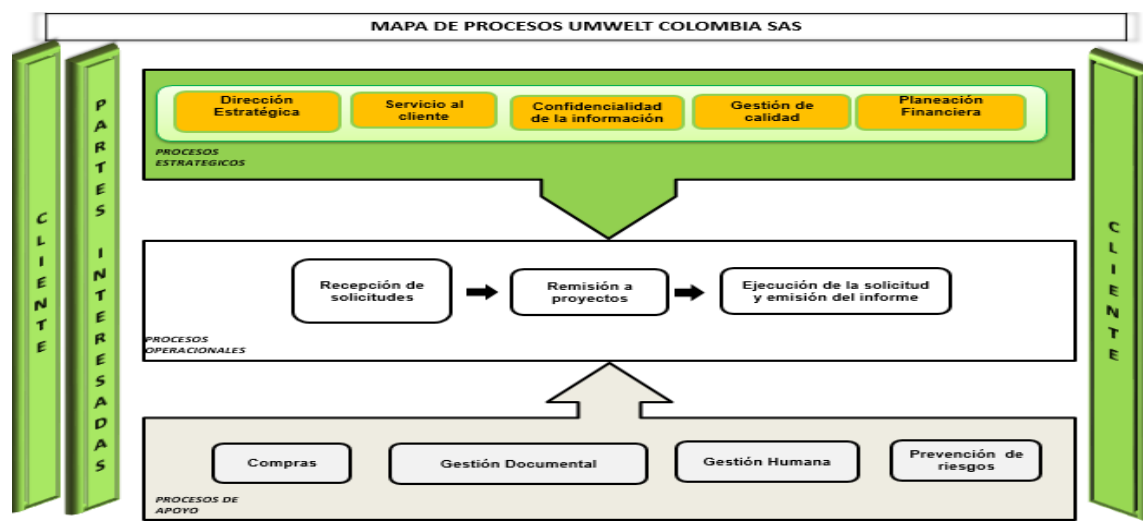 MAPA DE PROCESOS UMWELT COLOMBIA SAS
CLIENTE
PARTES INTERESADAS
Dirección
Estratégica
Servicio al
cliente
Confidencialidad
de la información
Gestión de
calidad
Planeación
Financiera
PROCESOS
ESTRATEGICOS
Recepción de
solicitudes
Remisión a
proyectos
Ejecución de la solicitud
y emisión del informe
PROCESOS
OPERACIONALES
Compras
Gestión Documental
Gestión Humana
Prevención de
riesgos
PROCESOS DE
APOYO
CLIENTE